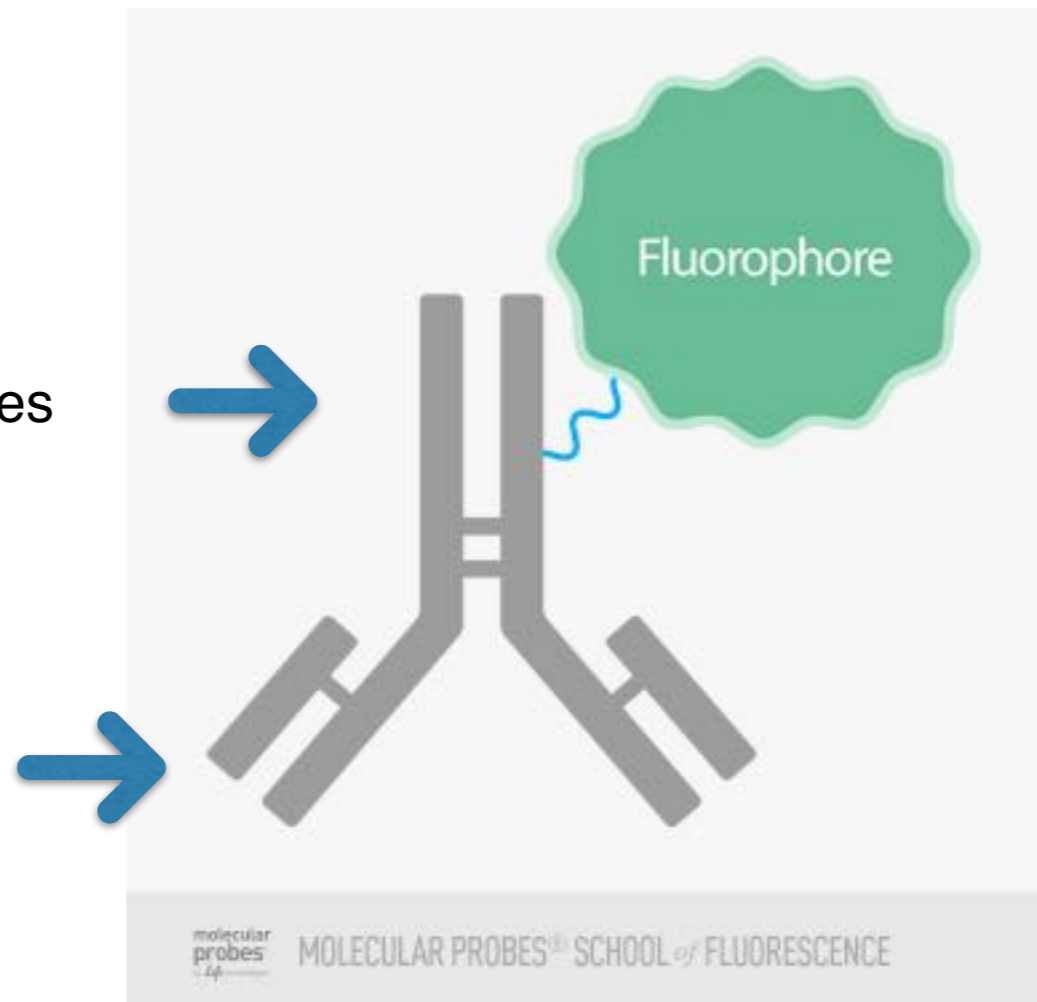 Fluorophore
es
molecular
probes
MOLECULAR PROBES® SCHOOL of FLUORESCENCE